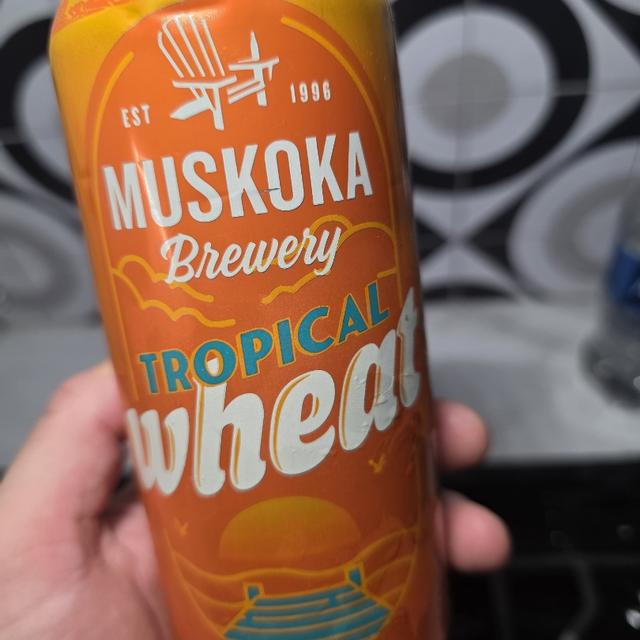 EST 1996
MUSKOKA
Brewery
TROPICAL
wheat